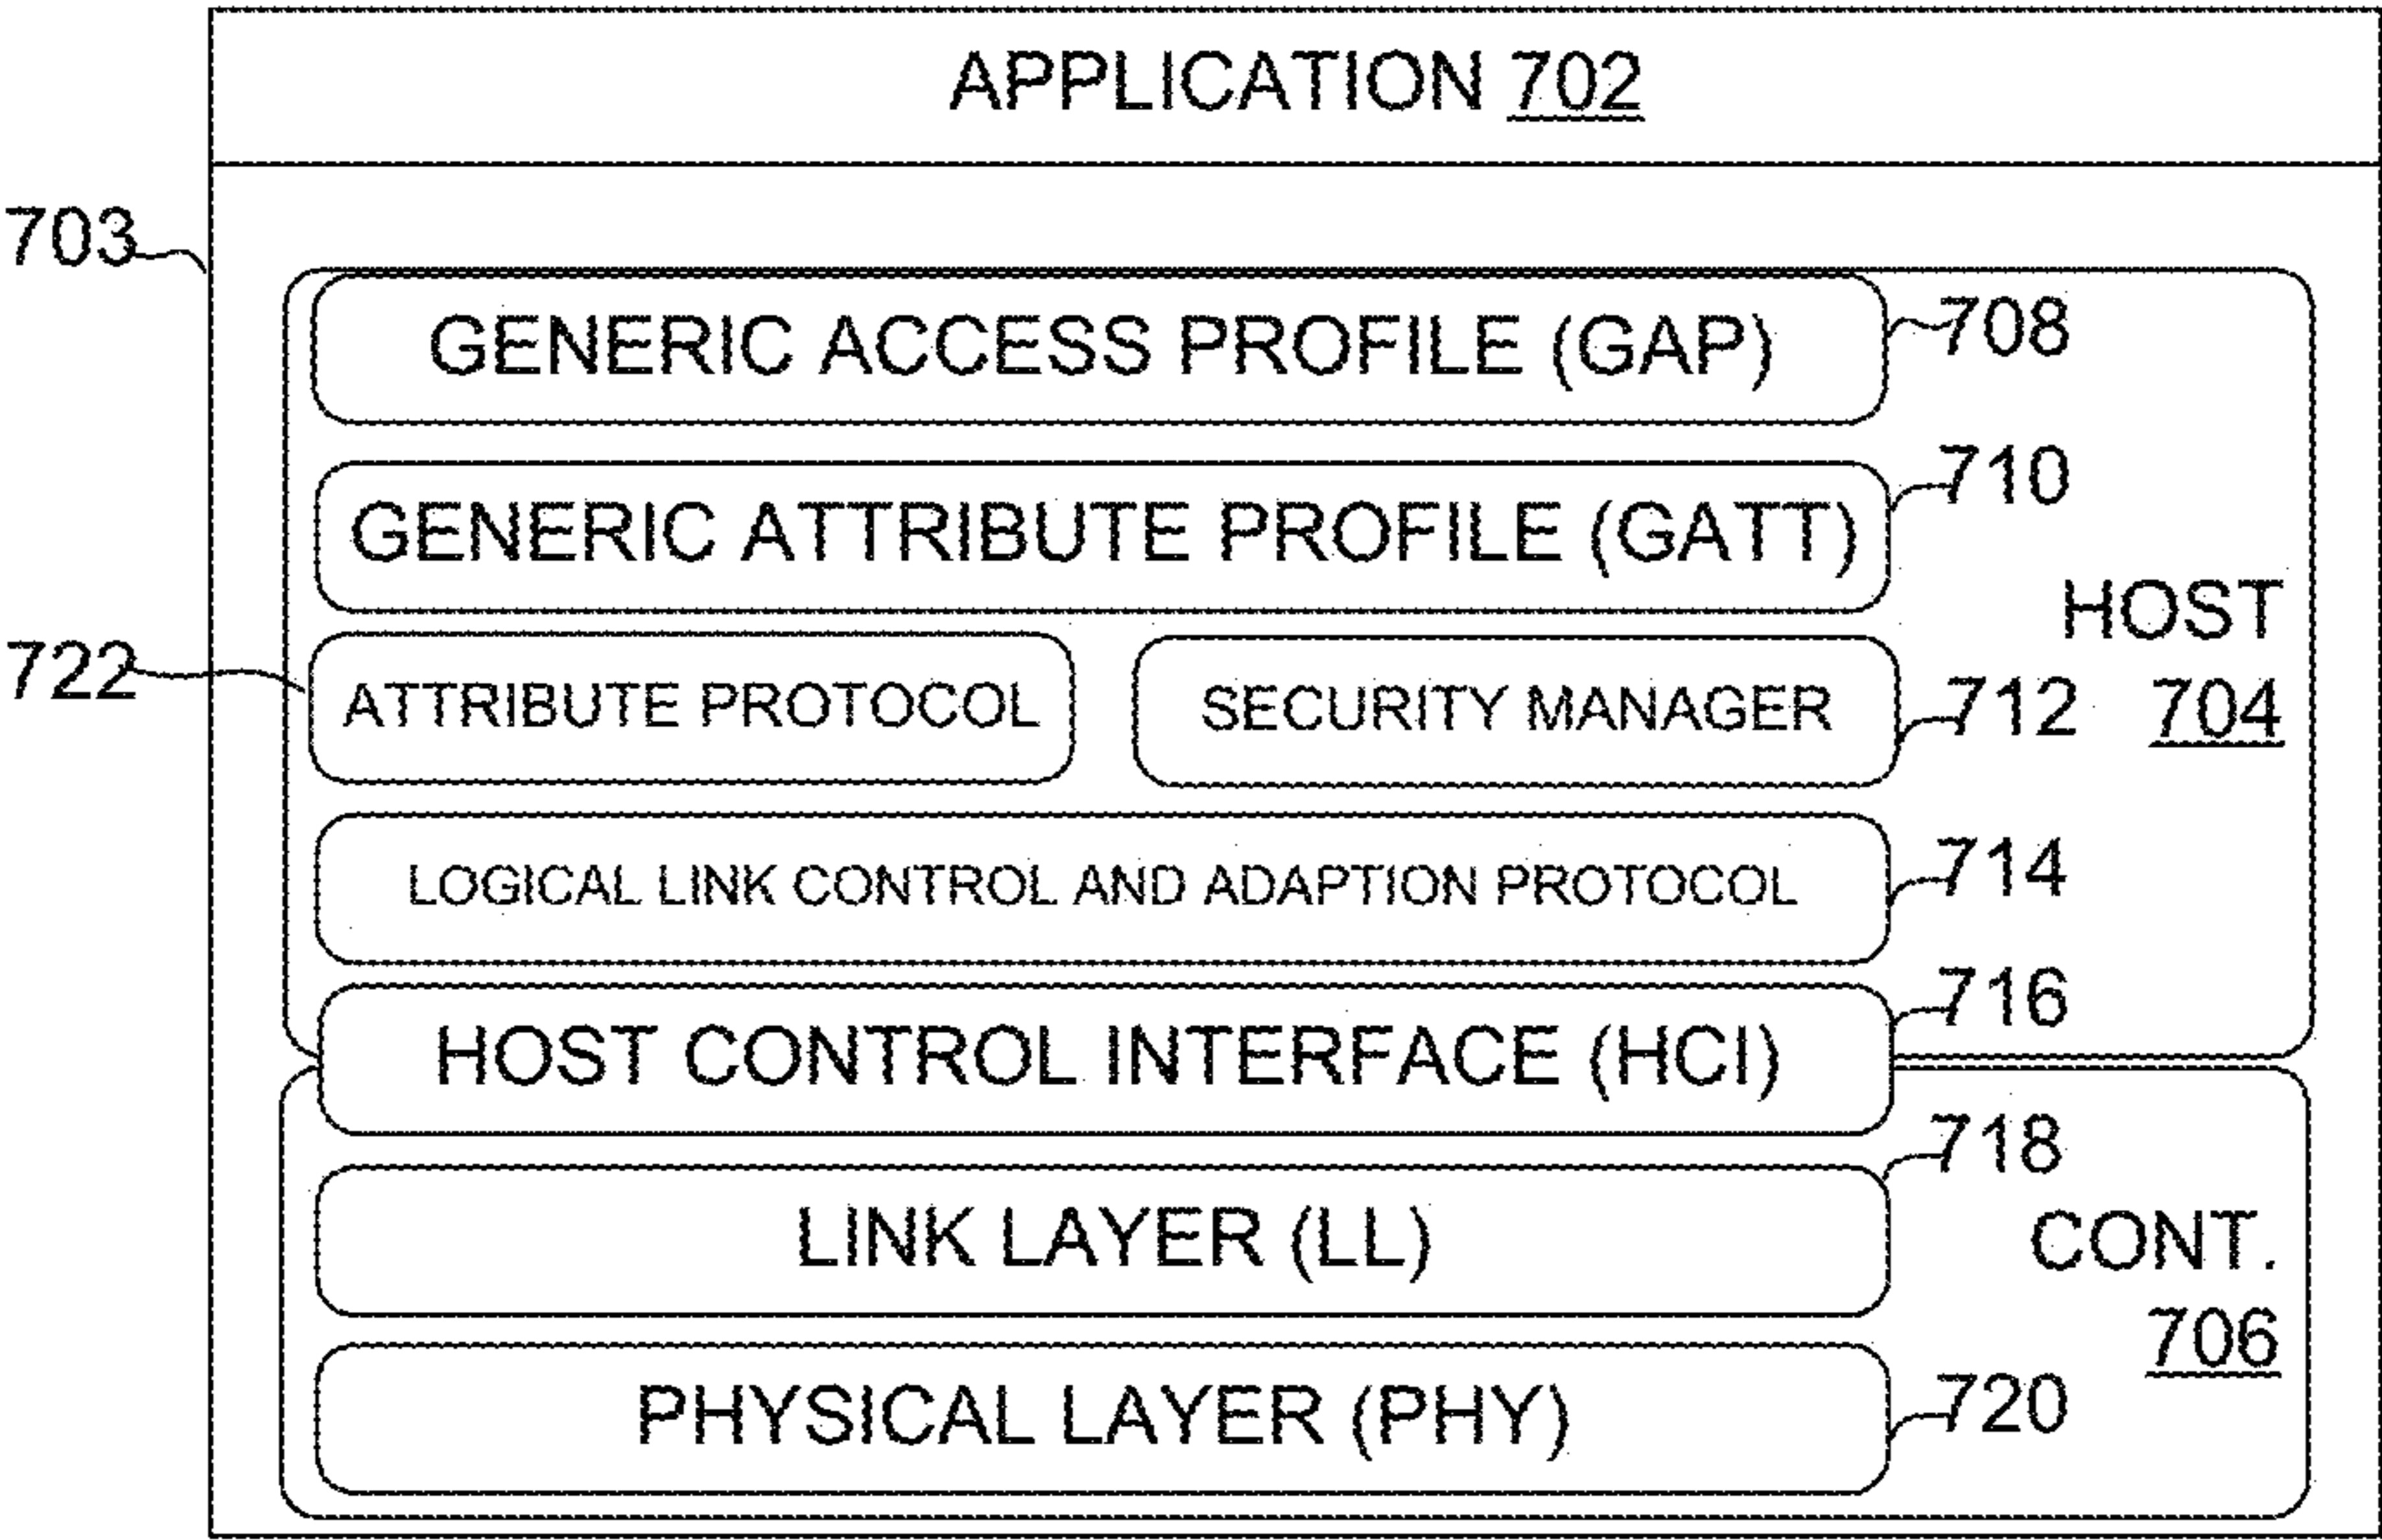 APPLICATION 702
703
GENERIC ACCESS PROFILE (GAP)
708
GENERIC ATTRIBUTE PROFILE (GATT)
710
HOST
704
722
ATTRIBUTE PROTOCOL
SECURITY MANAGER
712
LOGICAL LINK CONTROL AND ADAPTION PROTOCOL
714
HOST CONTROL INTERFACE (HCI)
716
LINK LAYER (LL)
718
CONT.
706
PHYSICAL LAYER (PHY)
720